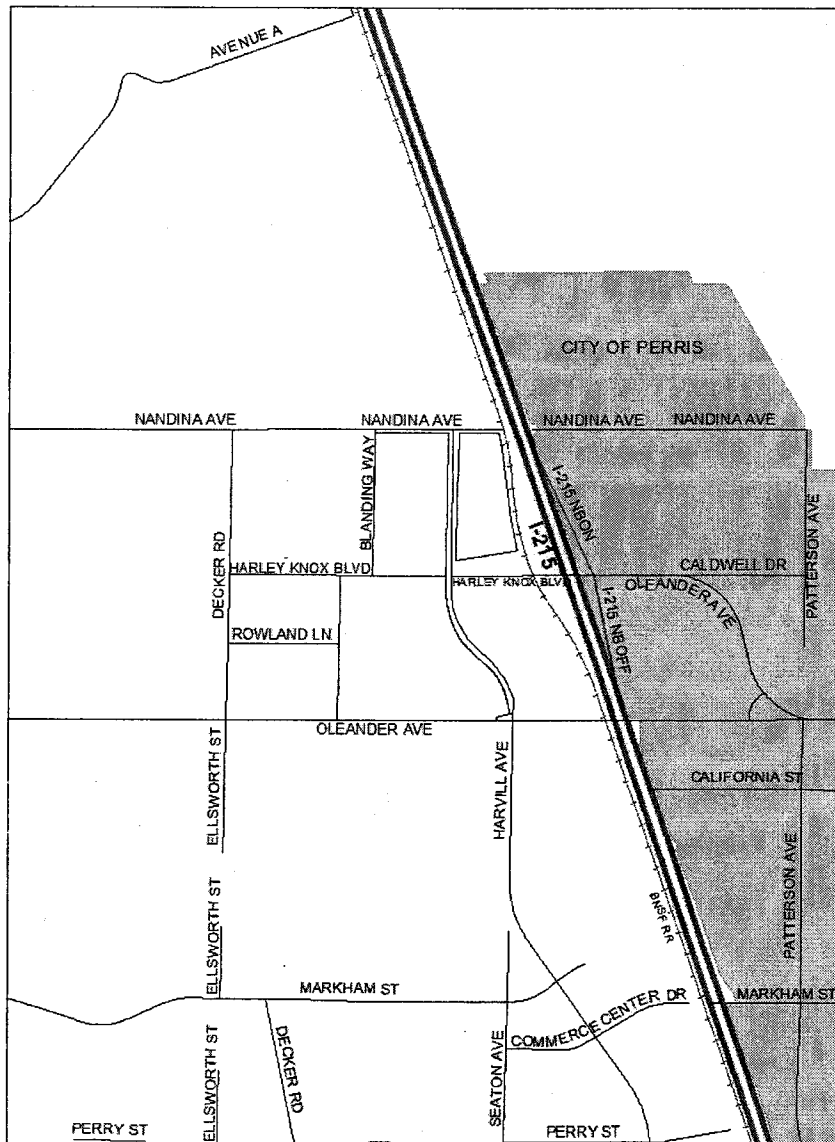 AVENUE A
CITY OF PERRIS
NANDINA AVE
NANDINA AVE
NANDINA AVE
NANDINA AVE
BLANDING WAY
I-215 NBON
I-215
DECKER RD
PATTERSON AVE
HARLEY KNOX BLVD
HARLEY KNOX BLVD
CALDWELL DR
OLEANDER AVE
I-215 NB OFF
ROWLAND LN
OLEANDER AVE
ELLSWORTH ST
HARVILL AVE
CALIFORNIA ST
PATTERSON AVE
BNSF RR
ELLSWORTH ST
MARKHAM ST
MARKHAM ST
COMMERCE CENTER DR
DECKER RD
ELLSWORTH ST
SEATON AVE
PERRY ST
PERRY ST